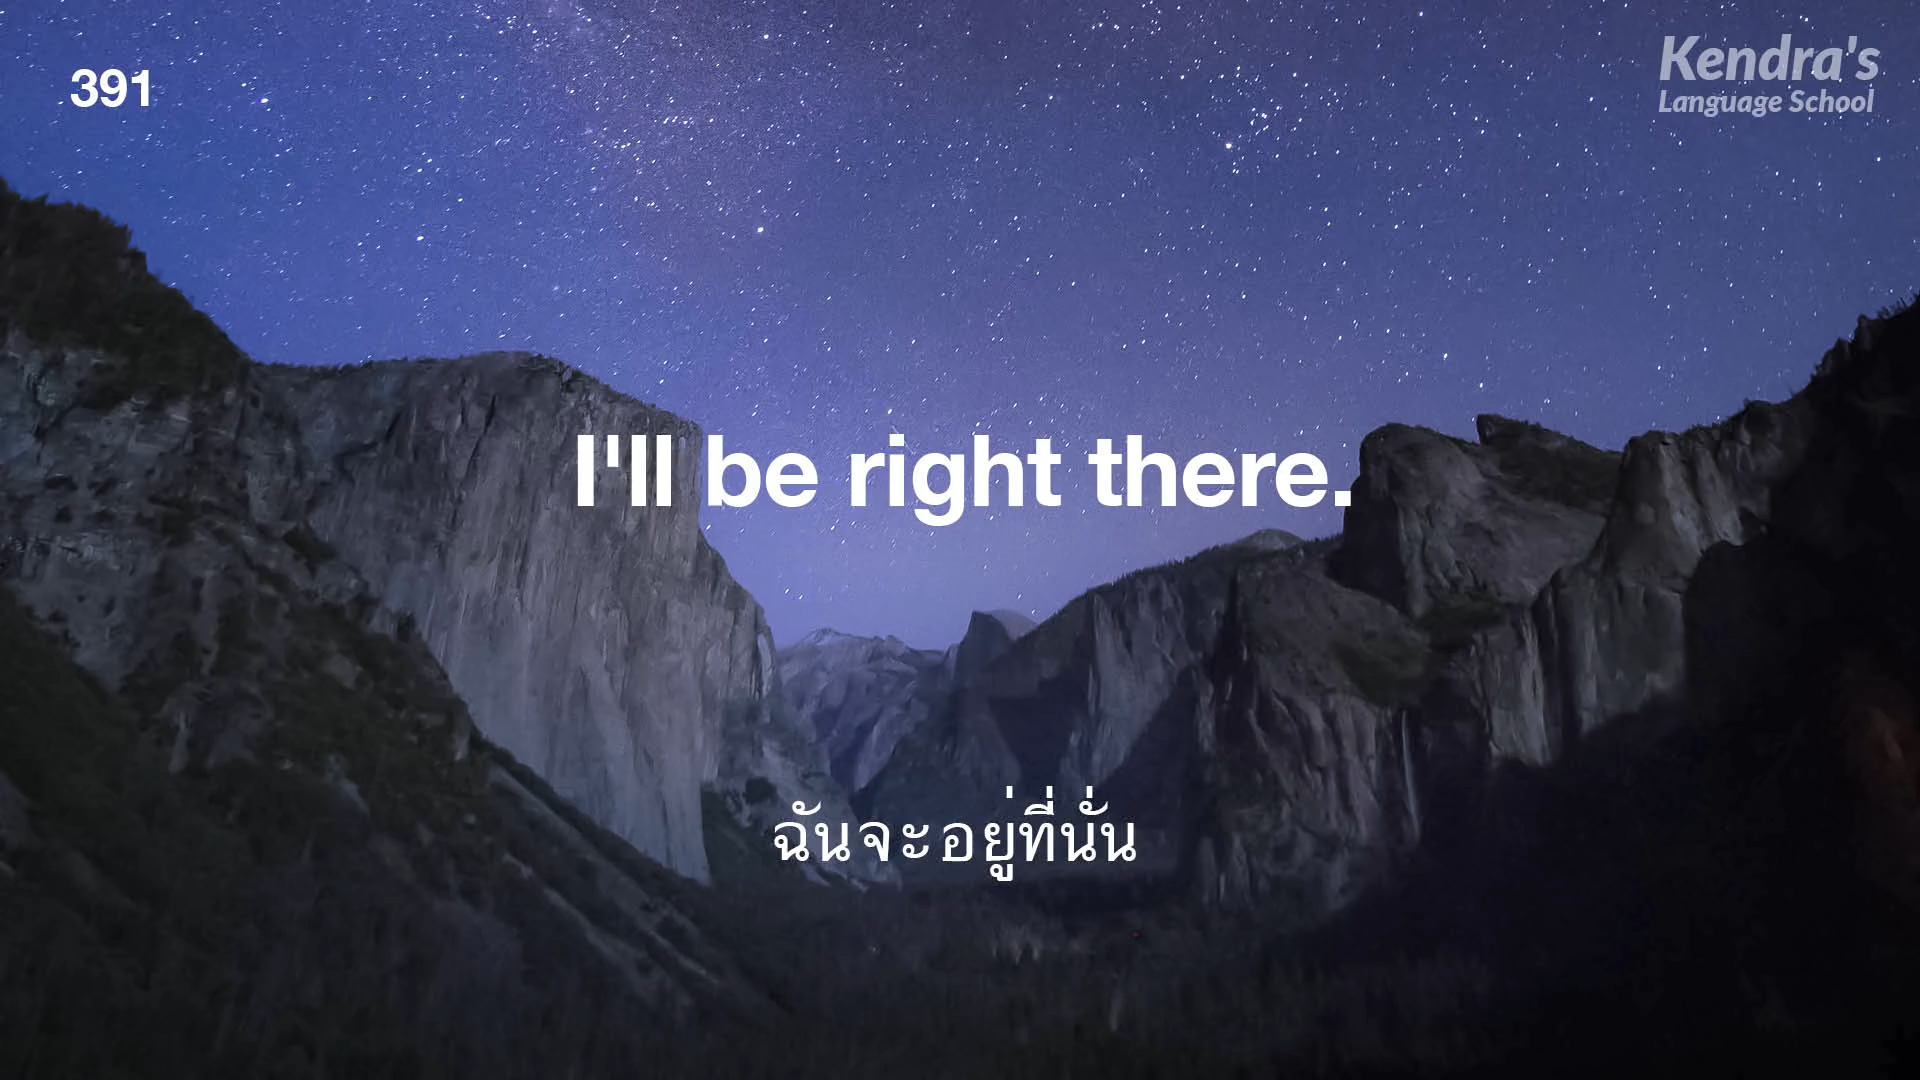 391
Kendra's
Language School
I'll be right there.
ฉันจะอยู่ที่นั่น